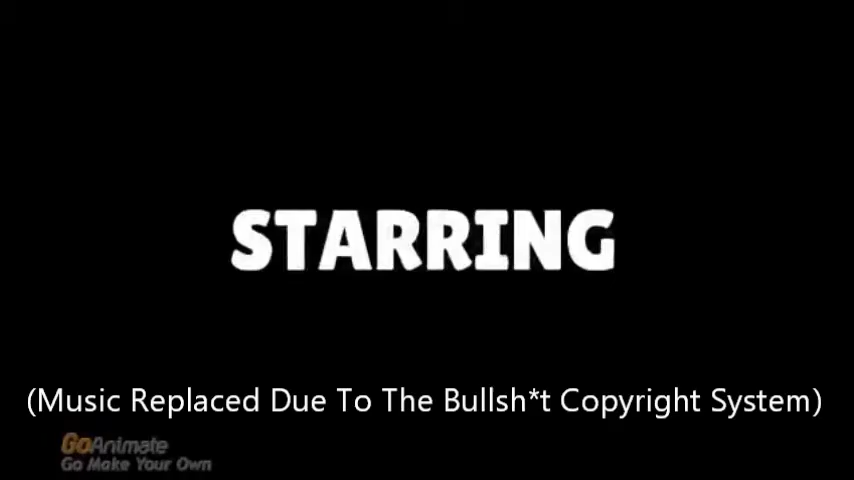 STARRING
(Music Replaced Due To The Bullsh*t Copyright System)
GoAnimate
Go Make Your Own